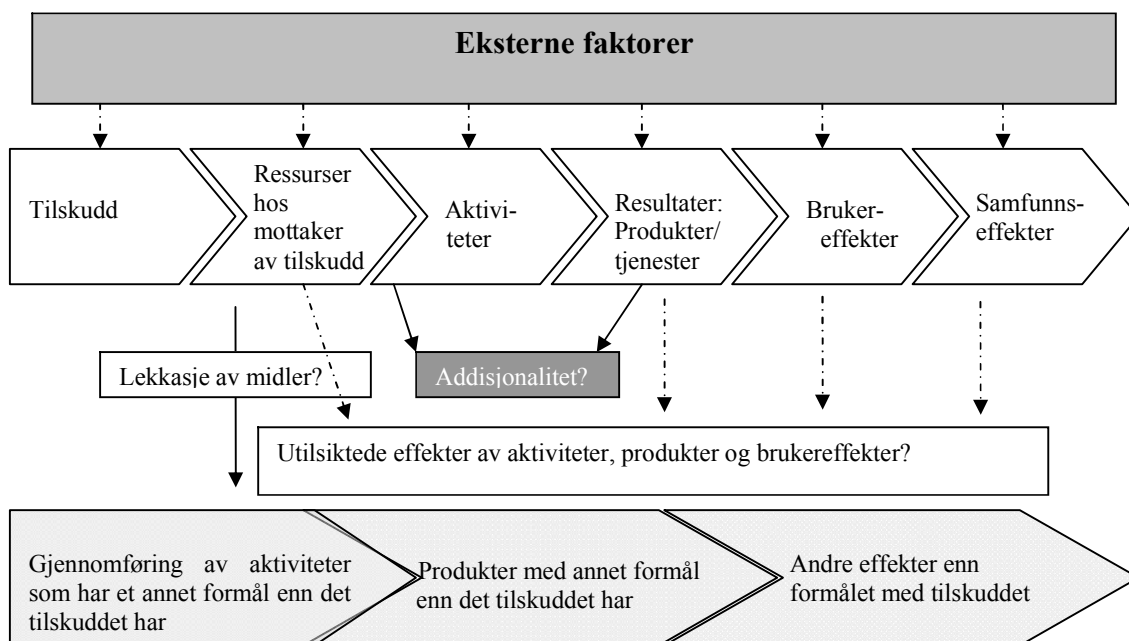 Eksterne faktorer
Tilskudd
Ressurser
hos
mottaker
av tilskudd
Aktivi-
teter
Resultater:
Produkter/
tjenester
Bruker-
effekter
Samfunns-
effekter
Lekkasje av midler?
Addisjonalitet?
Utilsiktede effekter av aktiviteter, produkter og brukereffekter?
Gjennomføring av aktiviteter
som har et annet formål enn det
tilskuddet har
Produkter med annet formål
enn det tilskuddet har
Andre effekter enn
formålet med tilskuddet